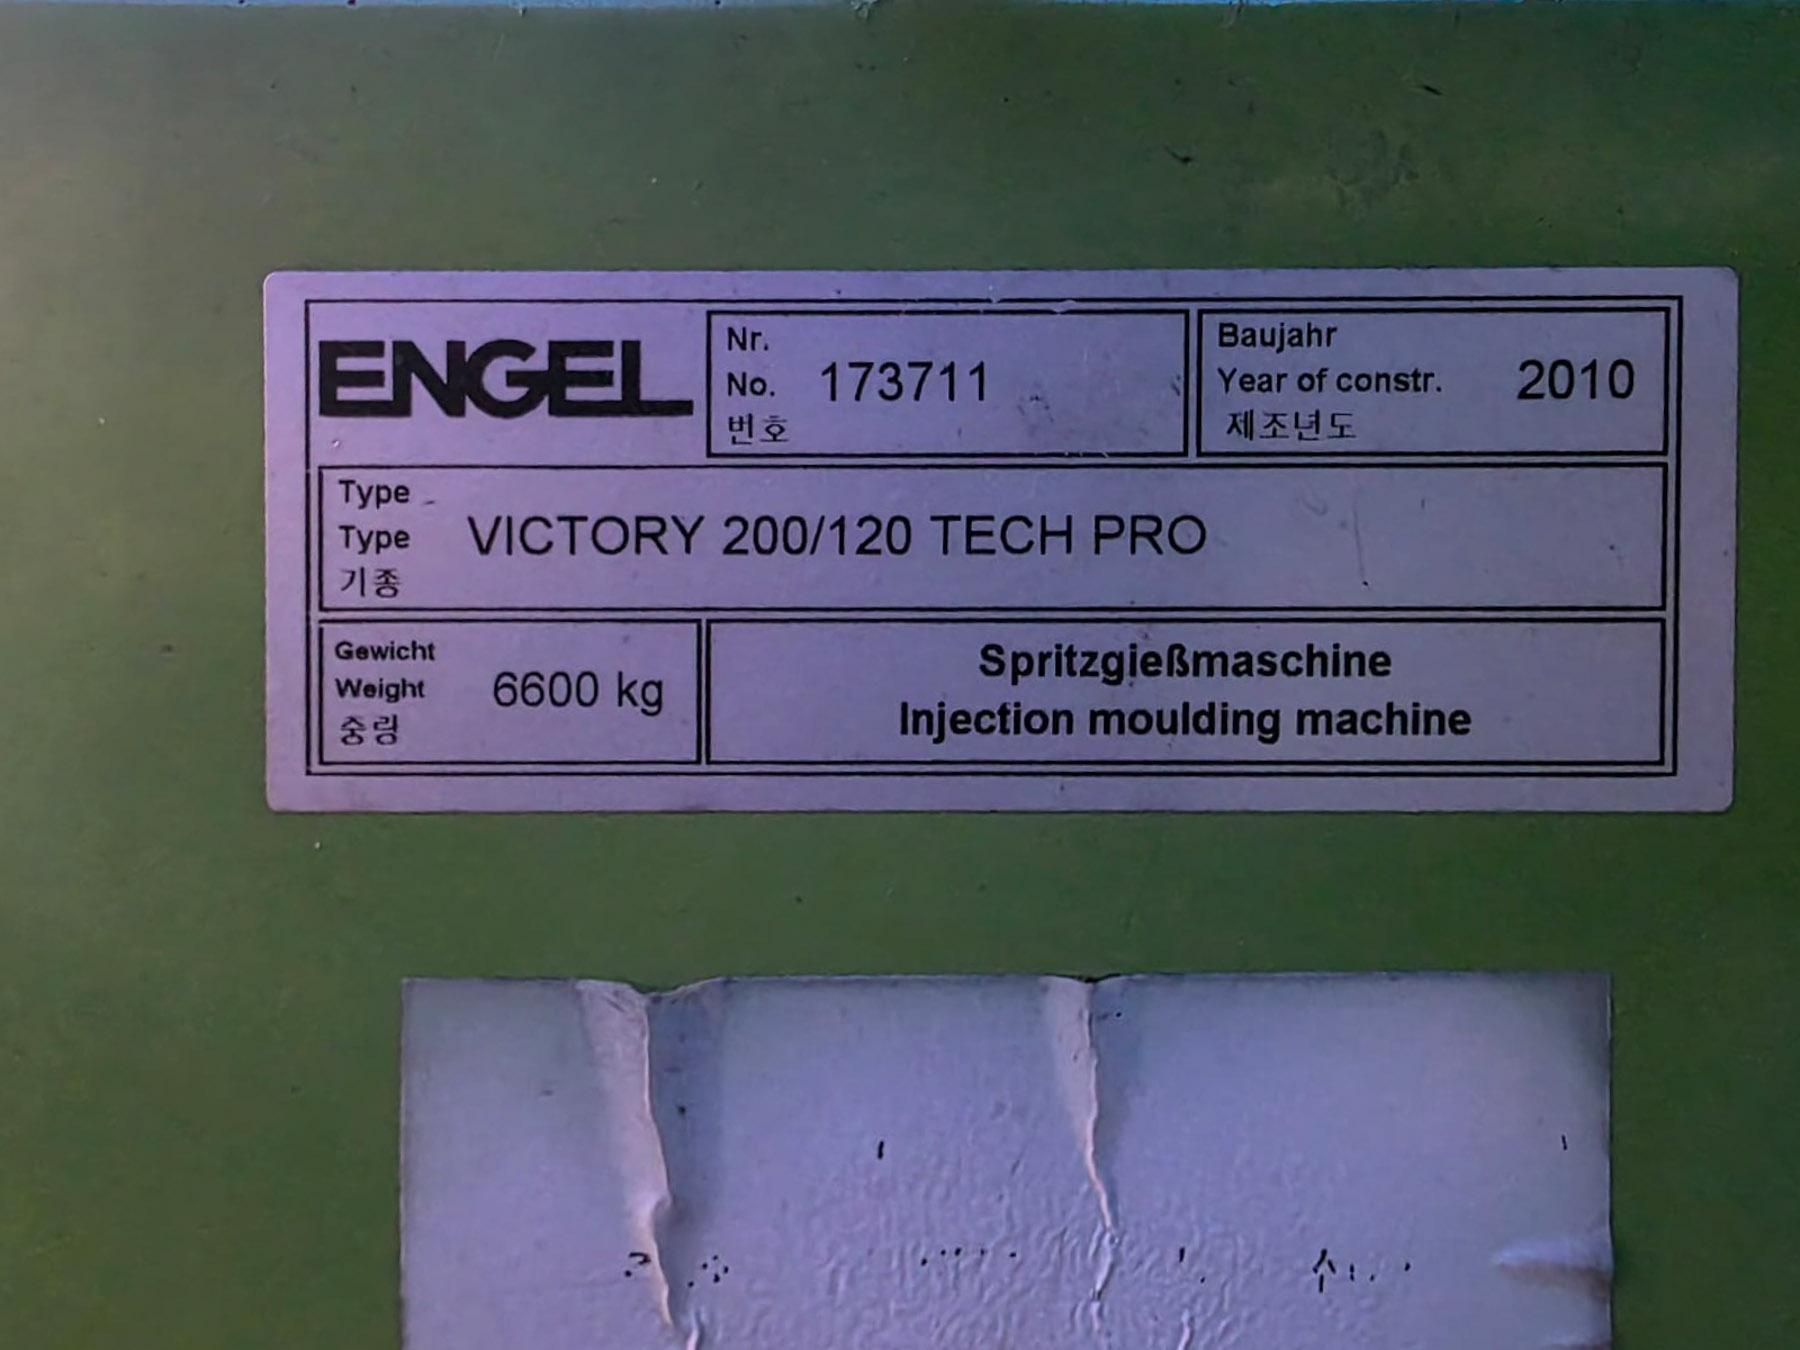 ENGEL
Nr.
No. 173711
번호
Baujahr
Year of constr. 2010
제조년도
Type
Type VICTORY 200/120 TECH PRO
기종
Gewicht
Weight 6600 kg
중링
Spritzgießmaschine
Injection moulding machine